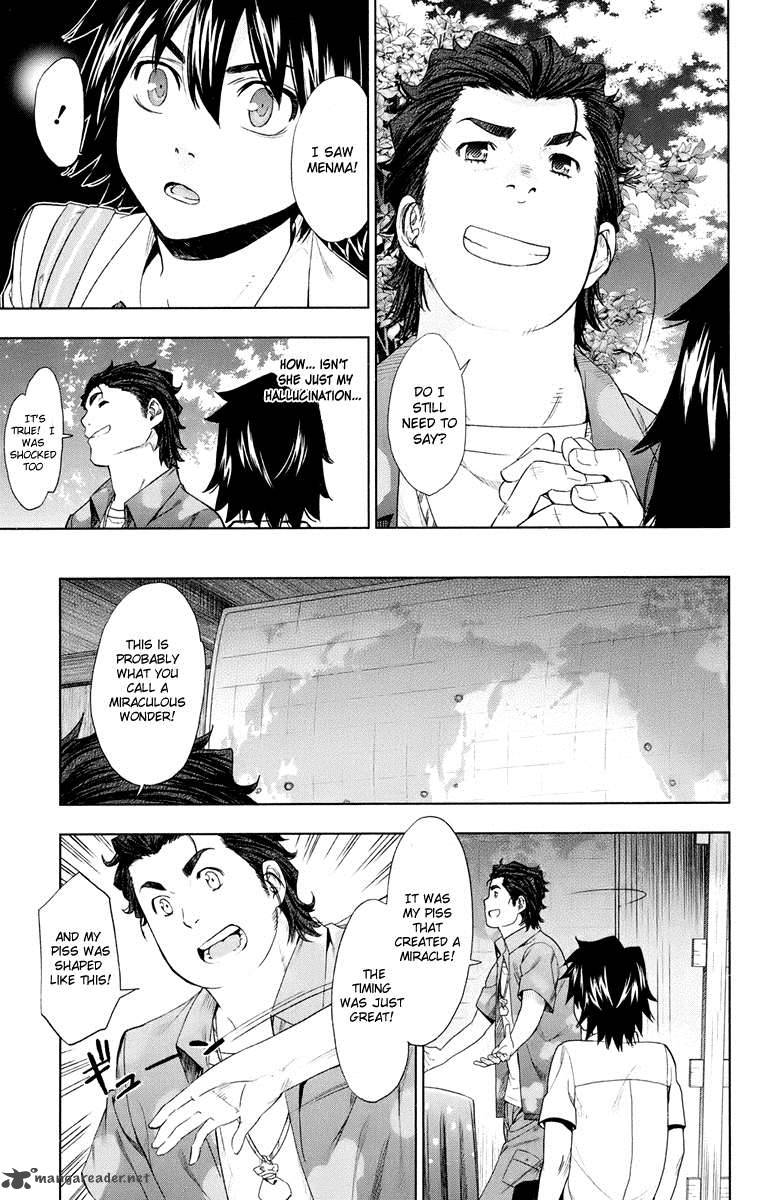 DO I
STILL
NEED TO
SAY?
I SAW
MENMA!
!
HOW... ISN'T
SHE JUST MY
HALLUCINATION...
IT'S
TRUE! I
WAS
SHOCKED
TOO
THIS IS
PROBABLY
WHAT YOU
CALL A
MIRACULOUS
WONDER!
IT WAS
MY PISS
THAT
CREATED A
MIRACLE!
THE
TIMING
WAS JUST
GREAT!
AND MY
PISS WAS
SHAPED
LIKE THIS!
ギュ
mangareader.net